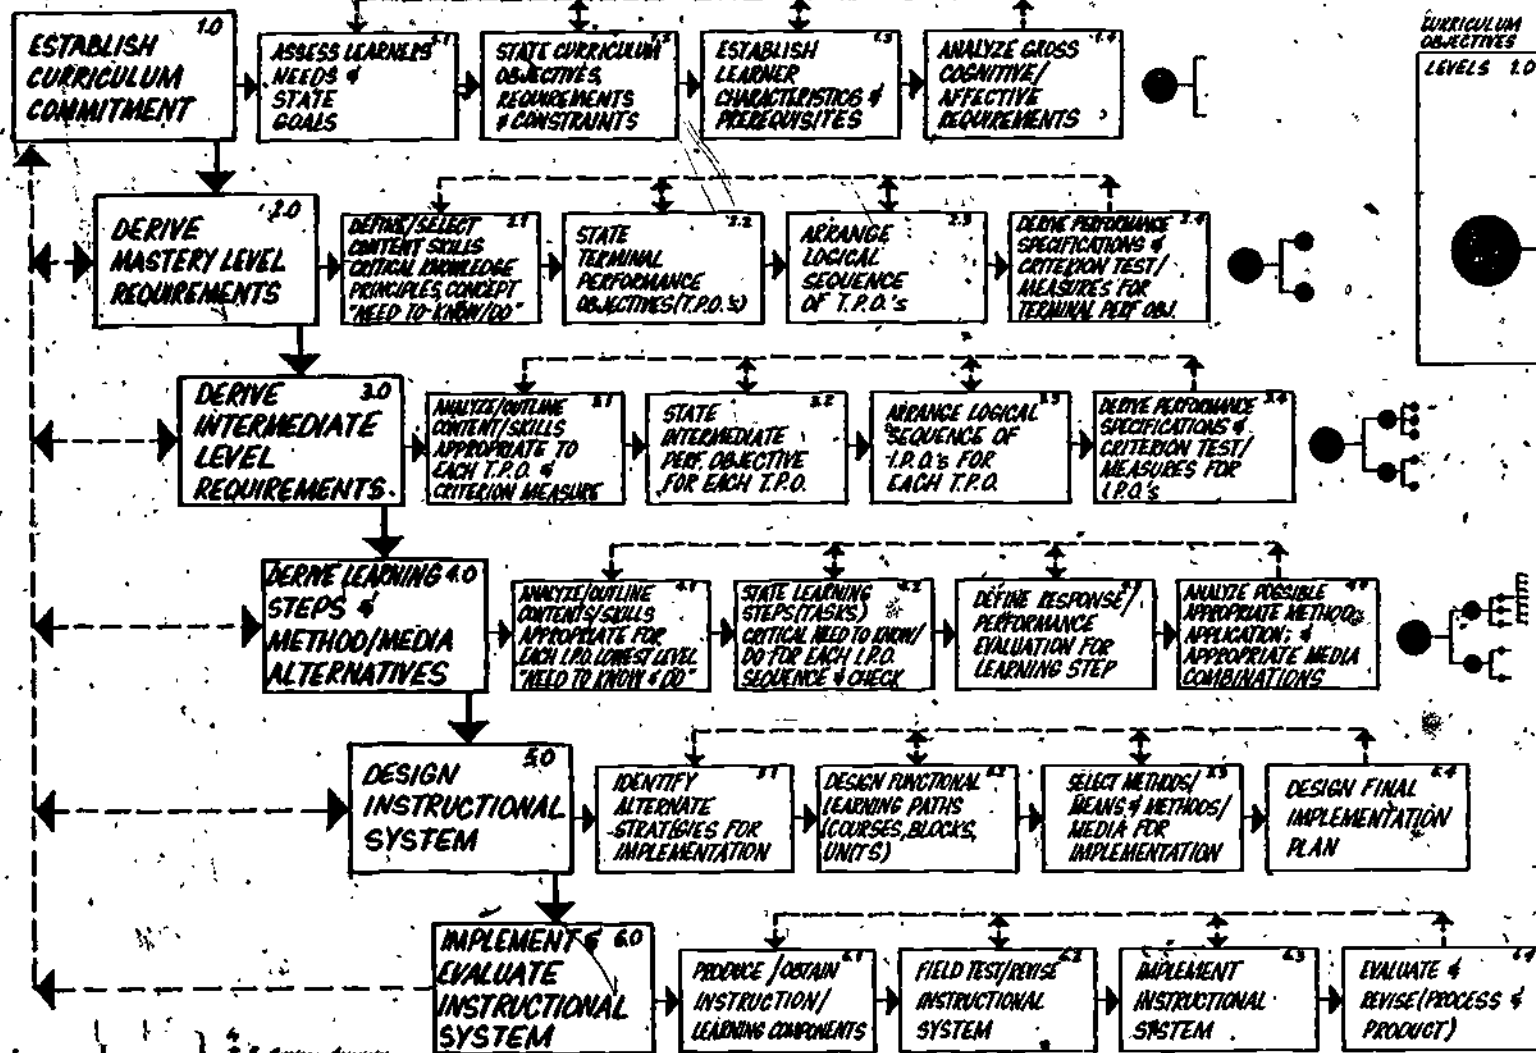 1.0
ESTABLISH
CURRICULUM
COMMITMENT
1.1
ASSESS LEARNERS
NEEDS &
STATE
GOALS
1.2
STATE CURRICULUM
OBJECTIVES,
REQUIREMENTS
& CONSTRAINTS
1.3
ESTABLISH
LEARNER
CHARACTERISTICS &
PREREQUISITES
1.4
ANALYZE GROSS
COGNITIVE/
AFFECTIVE
REQUIREMENTS
CURRICULUM
OBJECTIVES
LEVELS 1.0
2.0
DERIVE
MASTERY LEVEL
REQUIREMENTS
2.1
DEFINE/SELECT
CONTENT SKILLS
CRITICAL KNOWLEDGE
PRINCIPLES, CONCEPT
"NEED TO KNOW/DO"
2.2
STATE
TERMINAL
PERFORMANCE
OBJECTIVES (T.P.O.'s)
2.3
ARRANGE
LOGICAL
SEQUENCE
OF T.P.O.'s
2.4
DERIVE PERFORMANCE
SPECIFICATIONS &
CRITERION TEST/
MEASURES FOR
TERMINAL PERF OBJ.
3.0
DERIVE
INTERMEDIATE
LEVEL
REQUIREMENTS.
3.1
ANALYZE/OUTLINE
CONTENT/SKILLS
APPROPRIATE TO
EACH T.P.O. &
CRITERION MEASURE
3.2
STATE
INTERMEDIATE
PERF. OBJECTIVE
FOR EACH T.P.O.
3.3
ARRANGE LOGICAL
SEQUENCE OF
I.P.O.'s FOR
EACH T.P.O.
3.4
DERIVE PERFORMANCE
SPECIFICATIONS &
CRITERION TEST/
MEASURES FOR
I.P.O.'s
DERIVE LEARNING 4.0
STEPS &
METHOD/MEDIA
ALTERNATIVES
4.1
ANALYZE/OUTLINE
CONTENTS/SKILLS
APPROPRIATE FOR
EACH I.P.O. LOWEST LEVEL
"NEED TO KNOW & DO"
4.2
STATE LEARNING
STEPS (TASKS)
CRITICAL NEED TO KNOW/
DO FOR EACH I.P.O.
SEQUENCE & CHECK
4.3
DEFINE RESPONSE/
PERFORMANCE
EVALUATION FOR
LEARNING STEP
4.4
ANALYZE POSSIBLE
APPROPRIATE METHOD
APPLICATION; &
APPROPRIATE MEDIA
COMBINATIONS
5.0
DESIGN
INSTRUCTIONAL
SYSTEM
5.1
IDENTIFY
ALTERNATE
STRATEGIES FOR
IMPLEMENTATION
5.2
DESIGN FUNCTIONAL
LEARNING PATHS
(COURSES, BLOCKS,
UNITS)
5.3
SELECT METHODS/
MEANS & METHODS/
MEDIA FOR
IMPLEMENTATION
5.4
DESIGN FINAL
IMPLEMENTATION
PLAN
IMPLEMENT & 6.0
EVALUATE
INSTRUCTIONAL
SYSTEM
6.1
PRODUCE / OBTAIN
INSTRUCTION/
LEARNING COMPONENTS
6.2
FIELD TEST/REVISE
INSTRUCTIONAL
SYSTEM
6.3
IMPLEMENT
INSTRUCTIONAL
SYSTEM
6.4
EVALUATE &
REVISE (PROCESS &
PRODUCT)